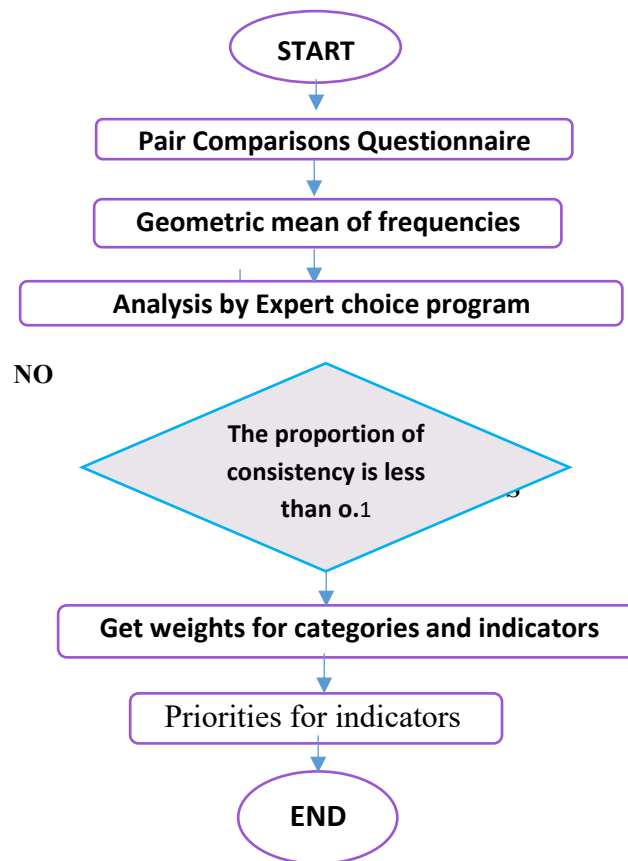 START
Pair Comparisons Questionnaire
Geometric mean of frequencies
Analysis by Expert choice program
NO
The proportion of
consistency is less
than o.1
Get weights for categories and indicators
Priorities for indicators
END